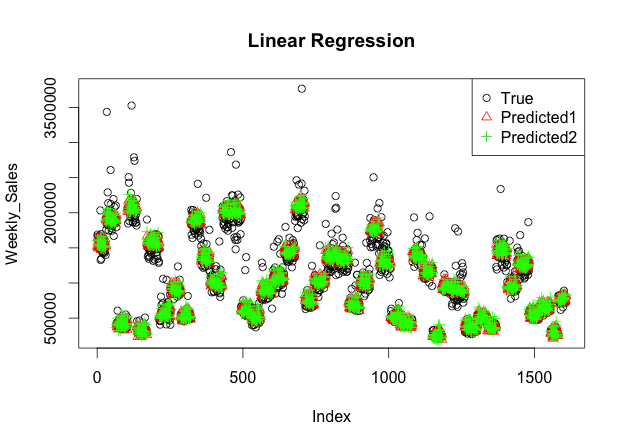 Linear Regression
True
Predicted1
Predicted2
Weekly_Sales
3500000
2000000
500000
0
500
1000
1500
Index